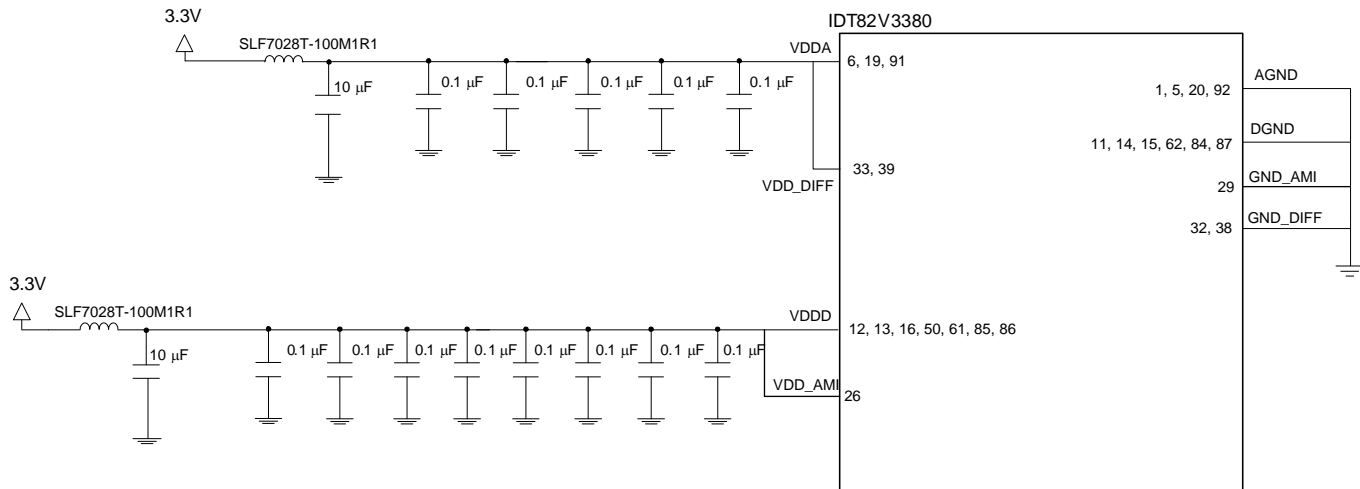 3.3V
IDT82V3380
SLF7028T-100M1R1
VDDA
6, 19, 91
10 μF
0.1 μF
0.1 μF
0.1 μF
0.1 μF
0.1 μF
AGND
1, 5, 20, 92
DGND
11, 14, 15, 62, 84, 87
33, 39
VDD_DIFF
GND_AMI
29
GND_DIFF
32, 38
3.3V
SLF7028T-100M1R1
VDDD
12, 13, 16, 50, 61, 85, 86
10 μF
0.1 μF
0.1 μF
0.1 μF
0.1 μF
0.1 μF
0.1 μF
0.1 μF
0.1 μF
VDD_AMI
26